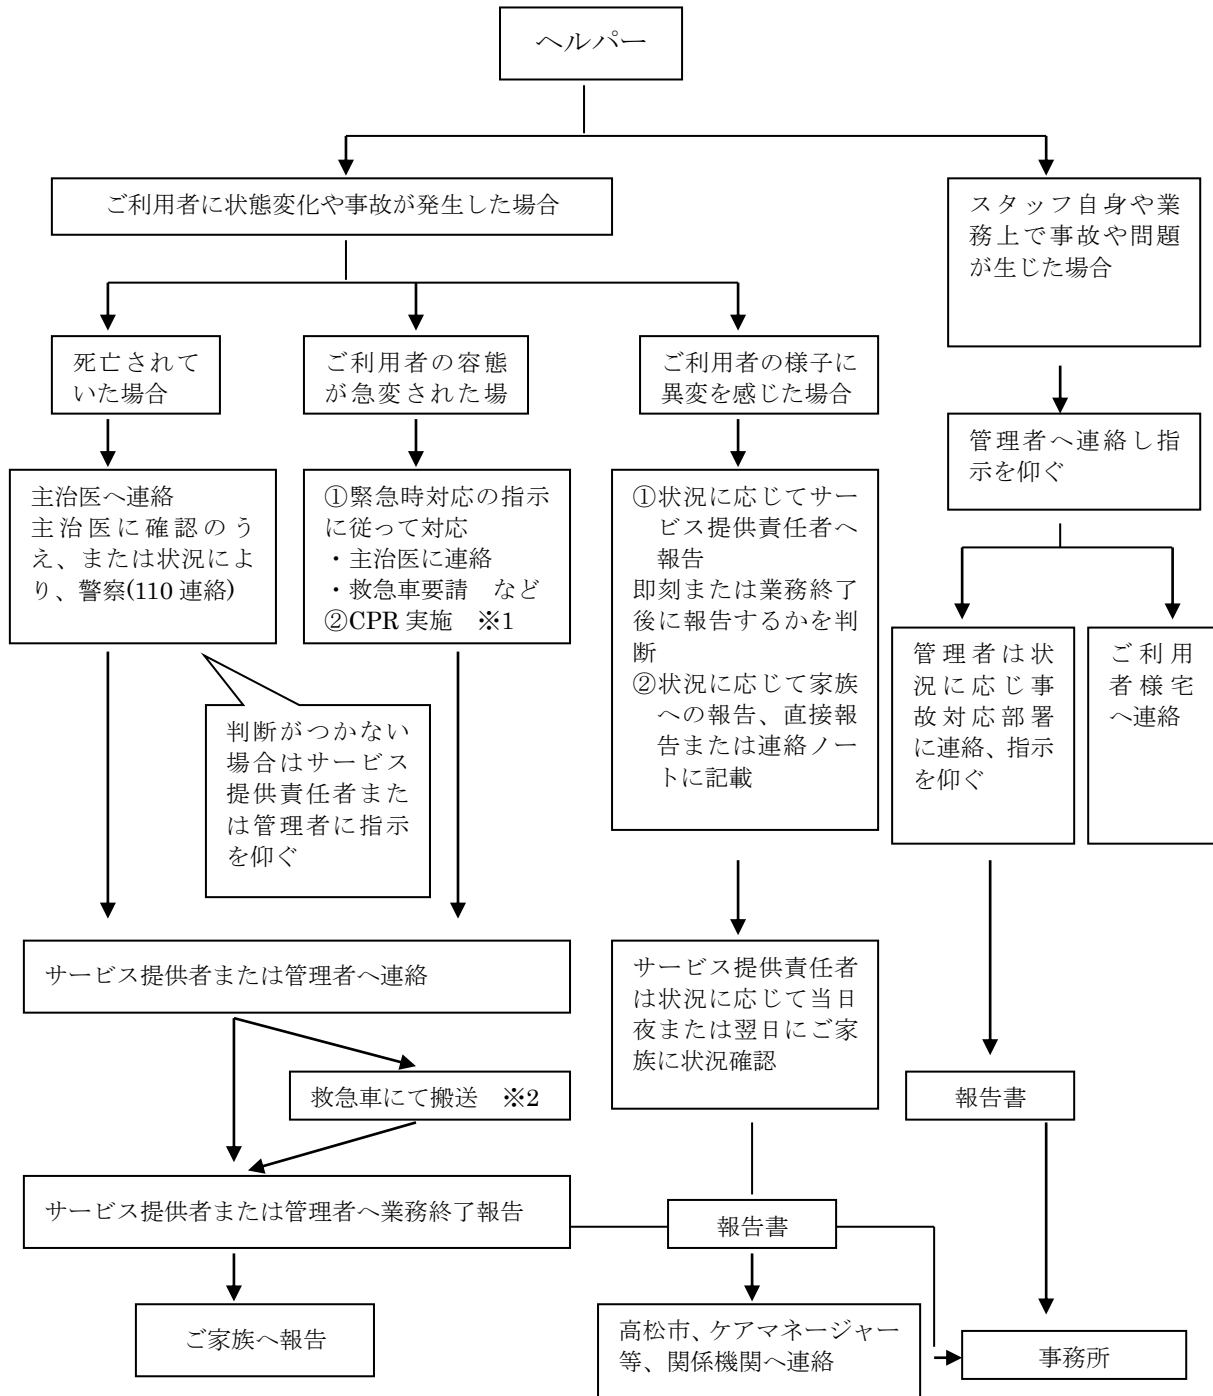 ヘルパー
ご利用者に状態変化や事故が発生した場合
スタッフ自身や業
務上で事故や問題
が生じた場合
死亡されて
いた場合
ご利用者の容態
が急変された場
ご利用者の様子に
異変を感じた場合
管理者へ連絡し指
示を仰ぐ
主治医へ連絡
主治医に確認のう
え、または状況によ
り、警察(110 連絡)
①緊急時対応の指示
に従って対応
・主治医に連絡
・救急車要請　など
②CPR 実施　※1
①状況に応じてサー
ビス提供責任者へ
報告
即刻または業務終了
後に報告するかを判
断
②状況に応じて家族
への報告、直接報
告または連絡ノー
トに記載
管理者は状
況に応じ事
故対応部署
に連絡、指示
を仰ぐ
ご利用
者様宅
へ連絡
判断がつかない
場合はサービス
提供責任者また
は管理者に指示
を仰ぐ
サービス提供者または管理者へ連絡
サービス提供責任者
は状況に応じて当日
夜または翌日にご家
族に状況確認
救急車にて搬送　※2
報告書
サービス提供者または管理者へ業務終了報告
報告書
ご家族へ報告
高松市、ケアマネージャー
等、関係機関へ連絡
事務所